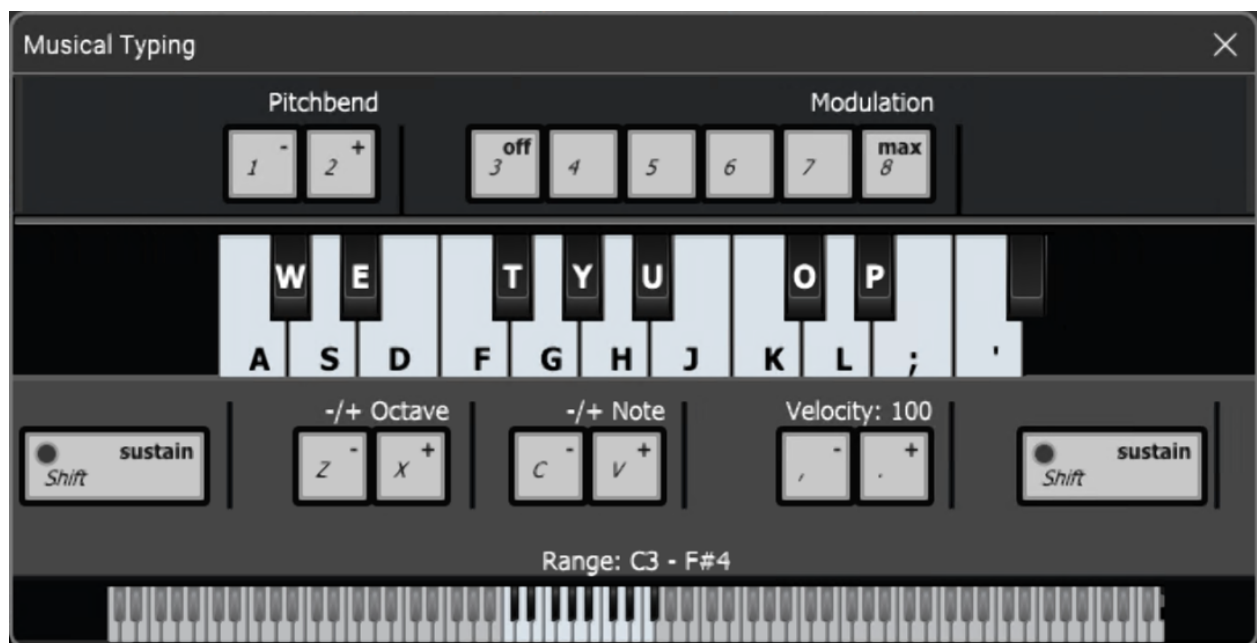 Musical Typing
Pitchbend Modulation
1 - 2 + 3 off 4 5 6 7 8 max
W E T Y U O P
A S D F G H J K L ; '
-/+ Octave -/+ Note Velocity: 100
sustain sustain
Shift Z - X + C - V + , - . + Shift
Range: C3 - F#4